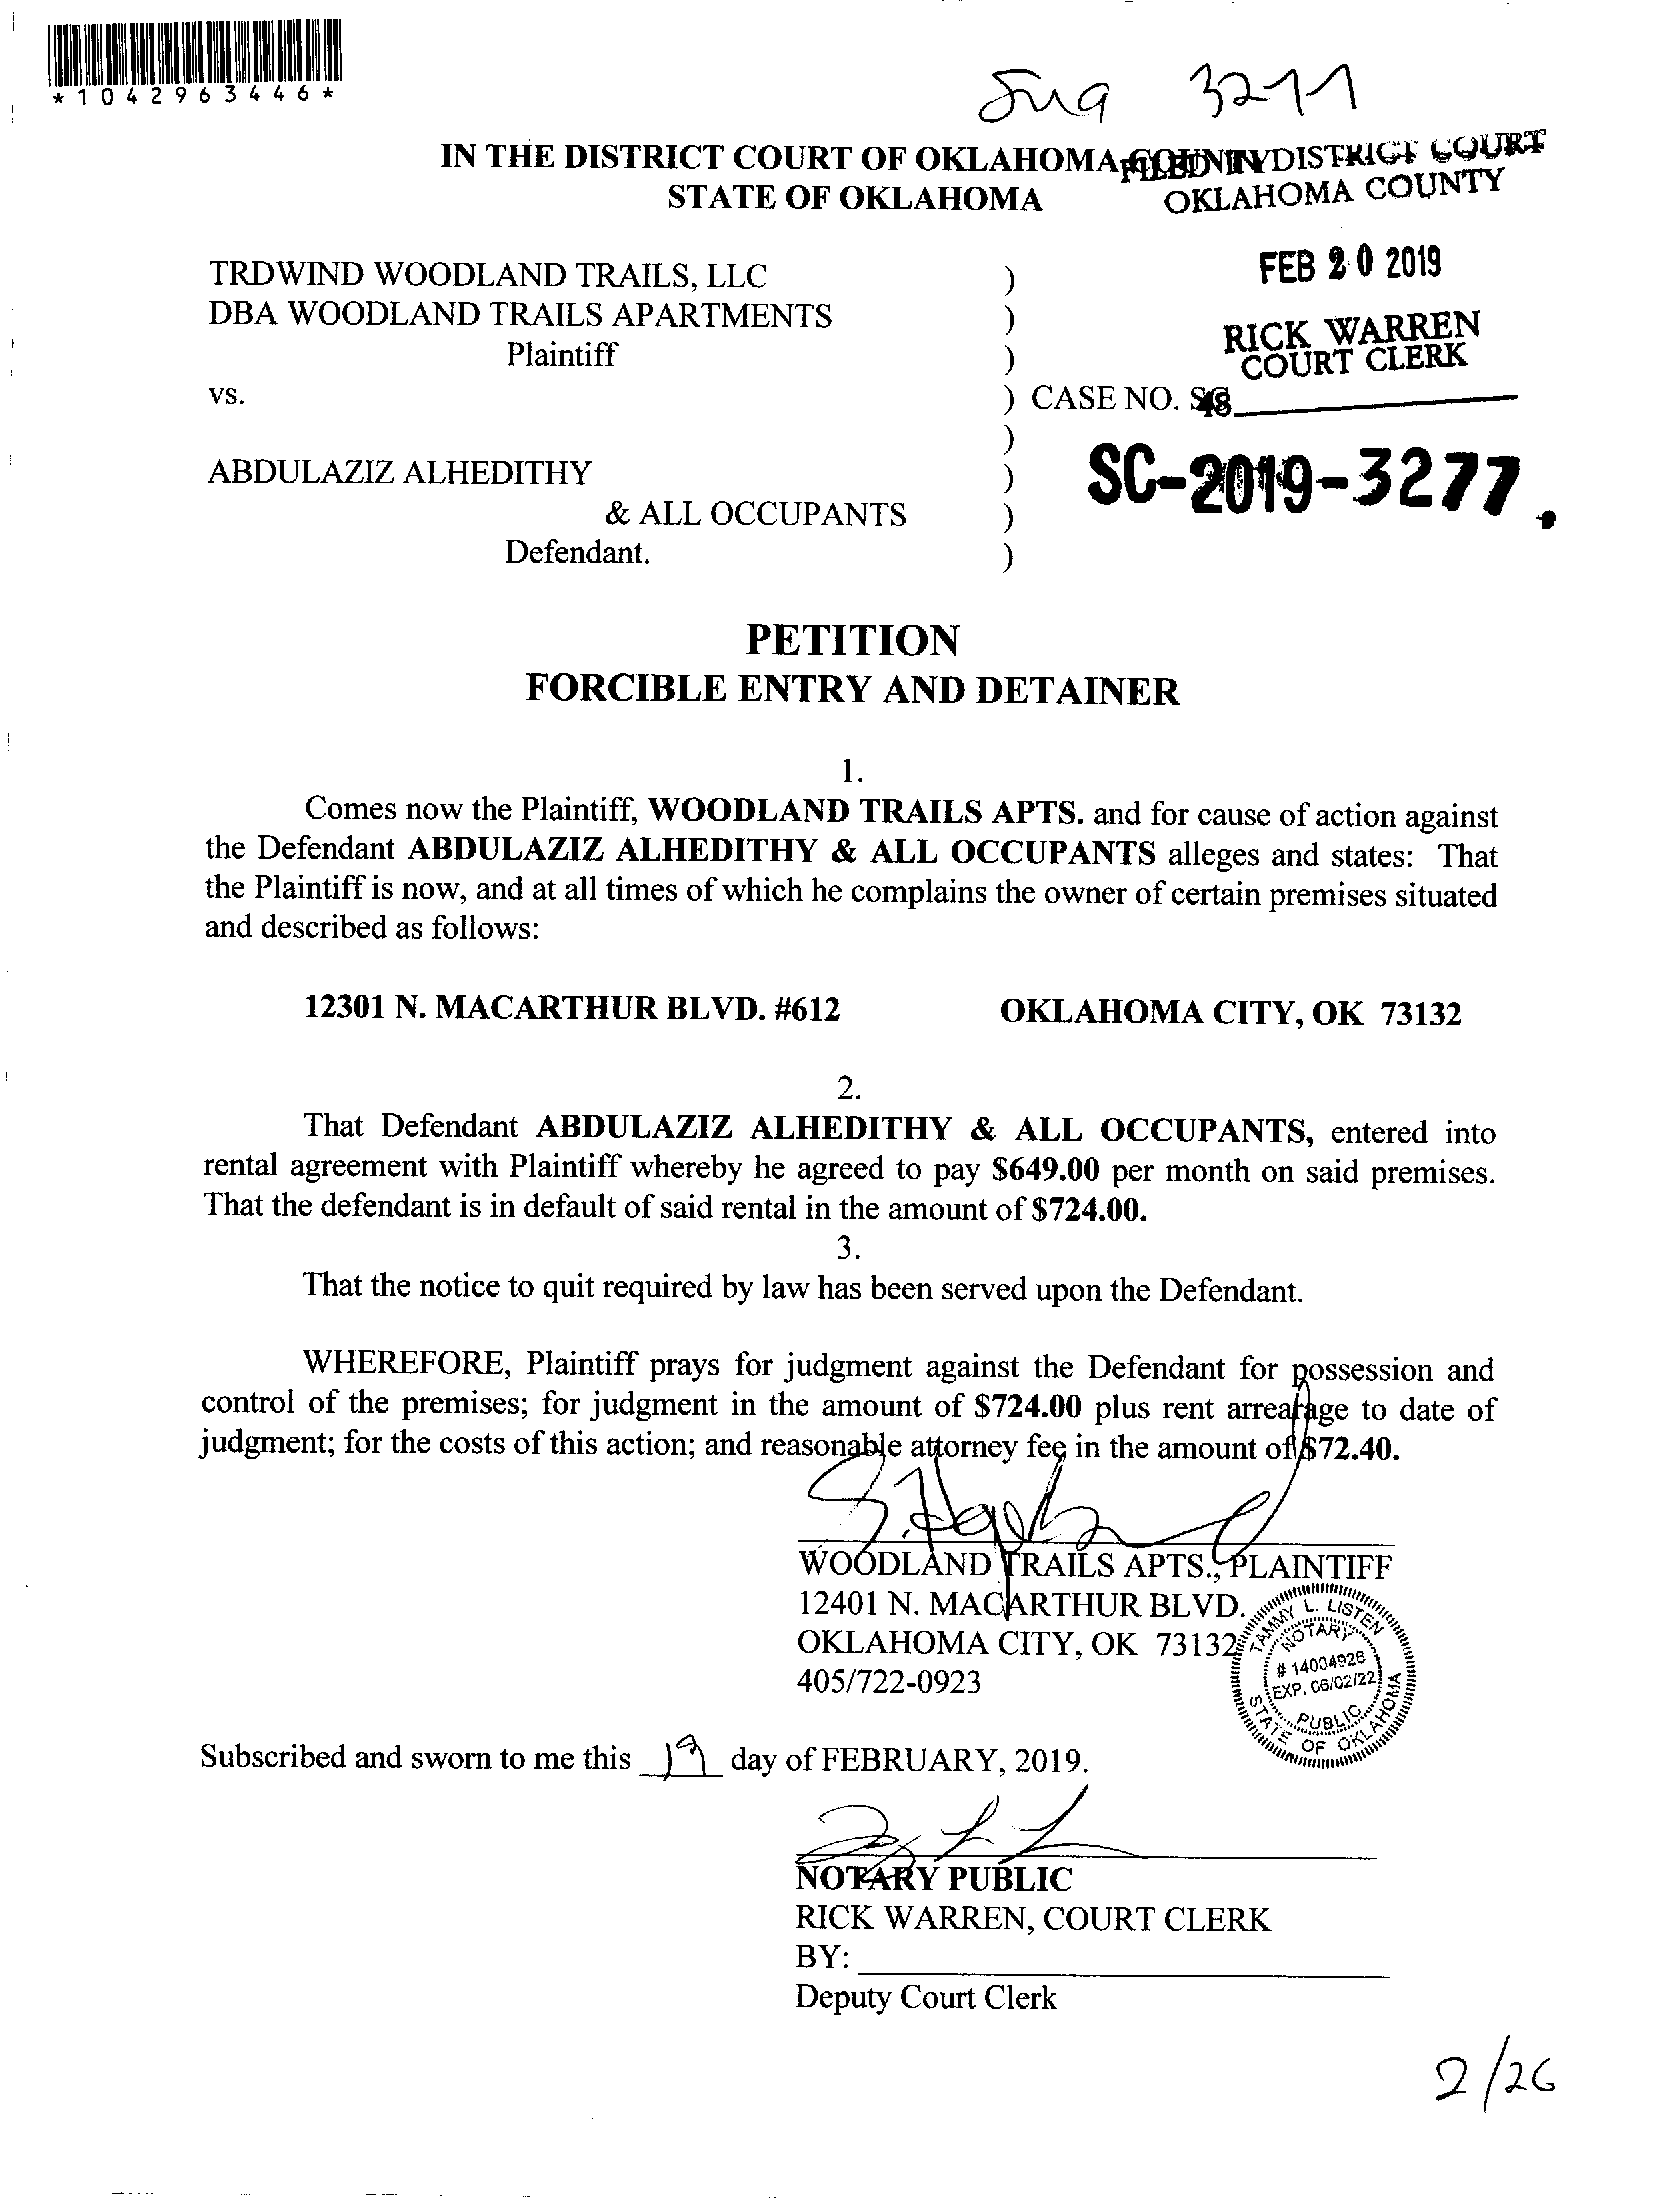 *1042963446*
3277
IN THE DISTRICT COURT OF OKLAHOMA COUNTY
STATE OF OKLAHOMA
FILED IN DISTRICT COURT
OKLAHOMA COUNTY
FEB 20 2019
RICK WARREN
COURT CLERK
48
TRDWIND WOODLAND TRAILS, LLC )
DBA WOODLAND TRAILS APARTMENTS )
Plaintiff )
vs. ) CASE NO. SC
)
ABDULAZIZ ALHEDITHY ) SC-2019-3277
& ALL OCCUPANTS )
Defendant. )
PETITION
FORCIBLE ENTRY AND DETAINER
1.
Comes now the Plaintiff, WOODLAND TRAILS APTS. and for cause of action against
the Defendant ABDULAZIZ ALHEDITHY & ALL OCCUPANTS alleges and states: That
the Plaintiff is now, and at all times of which he complains the owner of certain premises situated
and described as follows:
12301 N. MACARTHUR BLVD. #612 OKLAHOMA CITY, OK 73132
2.
That Defendant ABDULAZIZ ALHEDITHY & ALL OCCUPANTS, entered into
rental agreement with Plaintiff whereby he agreed to pay $649.00 per month on said premises.
That the defendant is in default of said rental in the amount of $724.00.
3.
That the notice to quit required by law has been served upon the Defendant.
WHEREFORE, Plaintiff prays for judgment against the Defendant for possession and
control of the premises; for judgment in the amount of $724.00 plus rent arrearage to date of
judgment; for the costs of this action; and reasonable attorney fee in the amount of $72.40.
WOODLAND TRAILS APTS., PLAINTIFF
12401 N. MACARTHUR BLVD.
OKLAHOMA CITY, OK 73132
405/722-0923
TAMMY L. LISTEN
NOTARY
# 14004926
EXP. 06/02/22
PUBLIC
STATE OF OKLAHOMA
Subscribed and sworn to me this 19 day of FEBRUARY, 2019.
NOTARY PUBLIC
RICK WARREN, COURT CLERK
BY:
Deputy Court Clerk
2/26